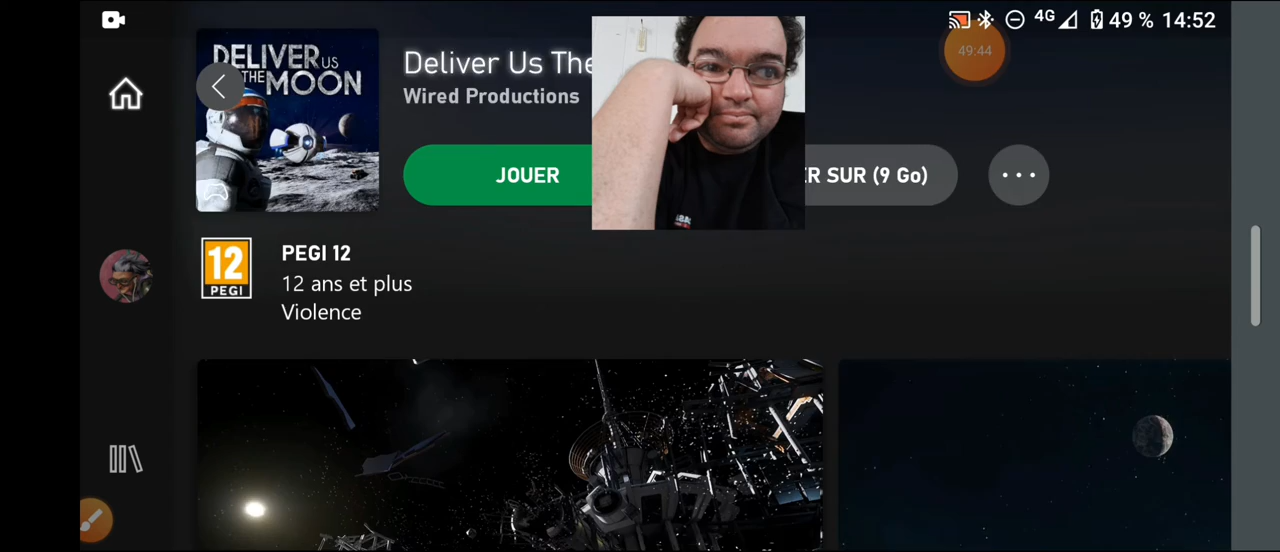 4G 49 % 14:52
49:44
DELIVER US
THE MOON
Deliver Us The
Wired Productions
JOUER
ER SUR (9 Go)
12
PEGI
PEGI 12
12 ans et plus
Violence